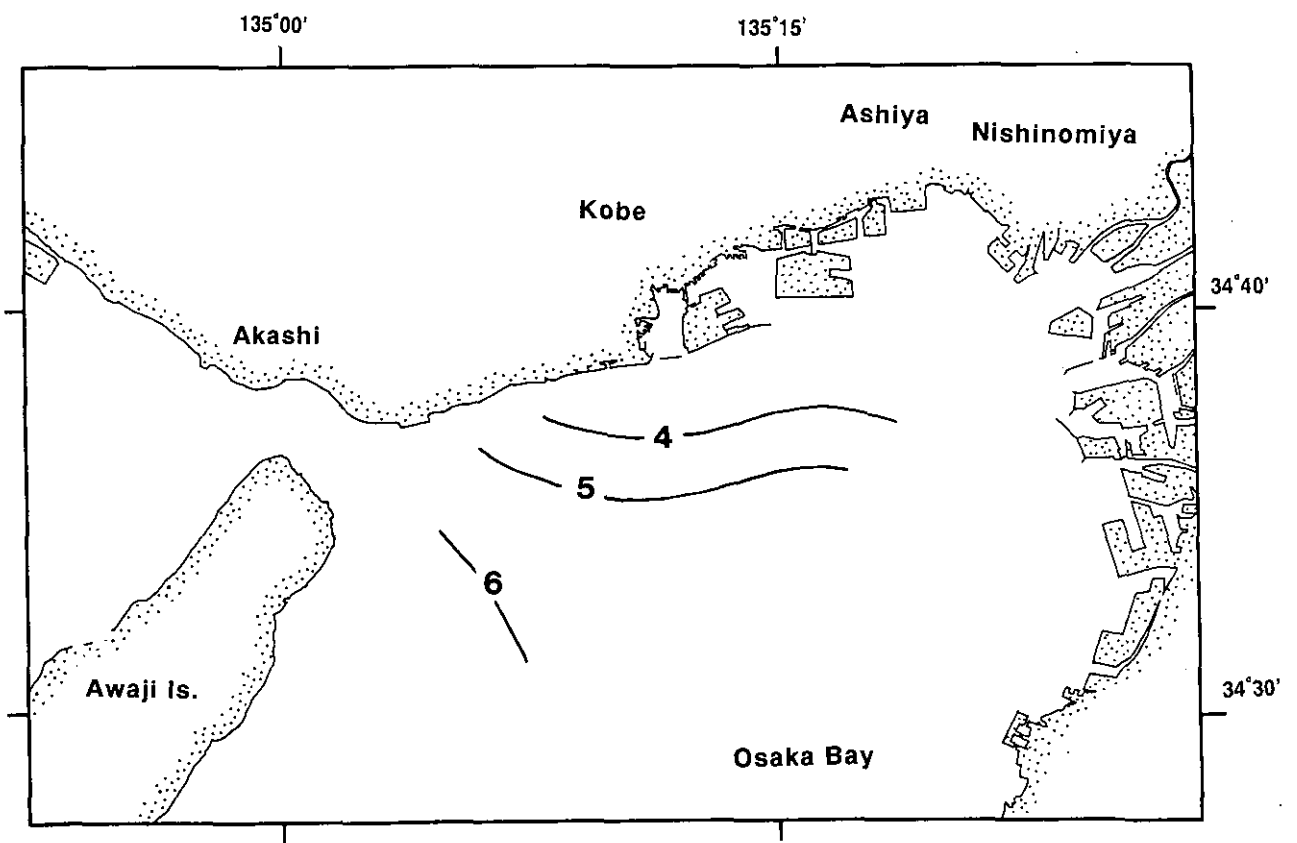 135°00'
135°15'
Ashiya
Nishinomiya
Kobe
34°40'
Akashi
4
5
6
Awaji Is.
34°30'
Osaka Bay